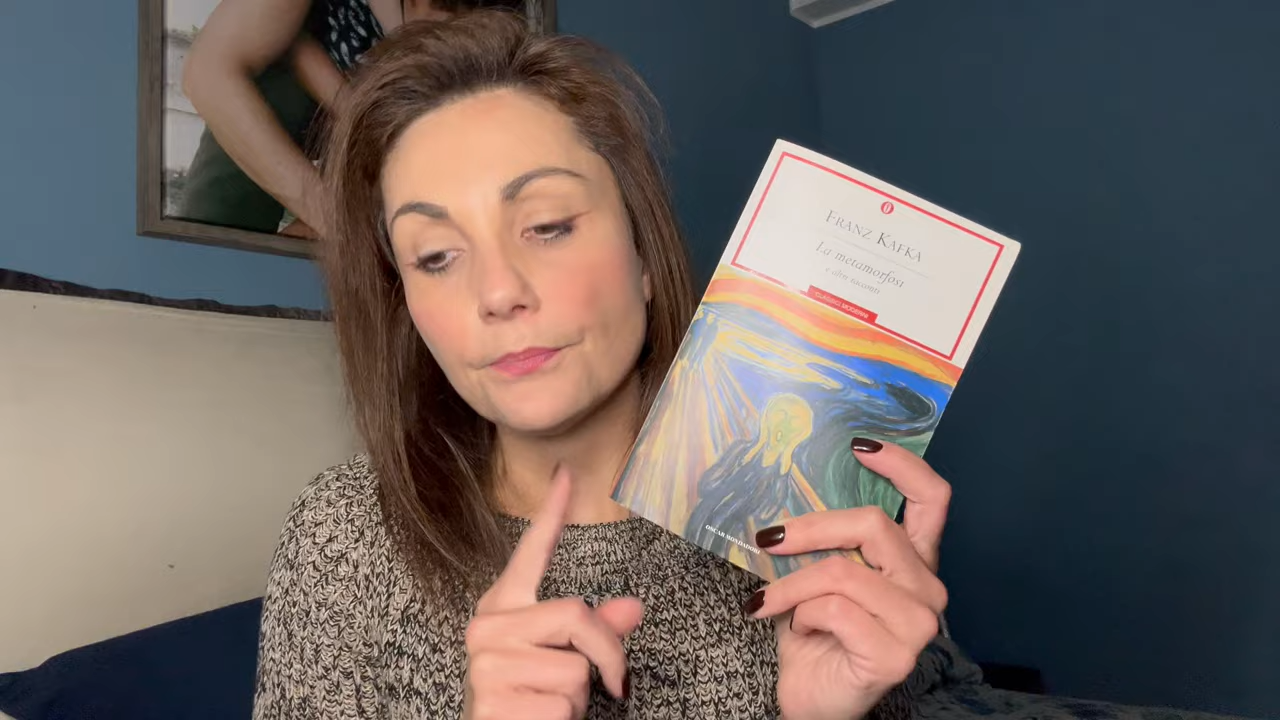 FRANZ KAFKA
La metamorfosi
e altri racconti
CLASSICI MODERNI
OSCAR MONDADORI